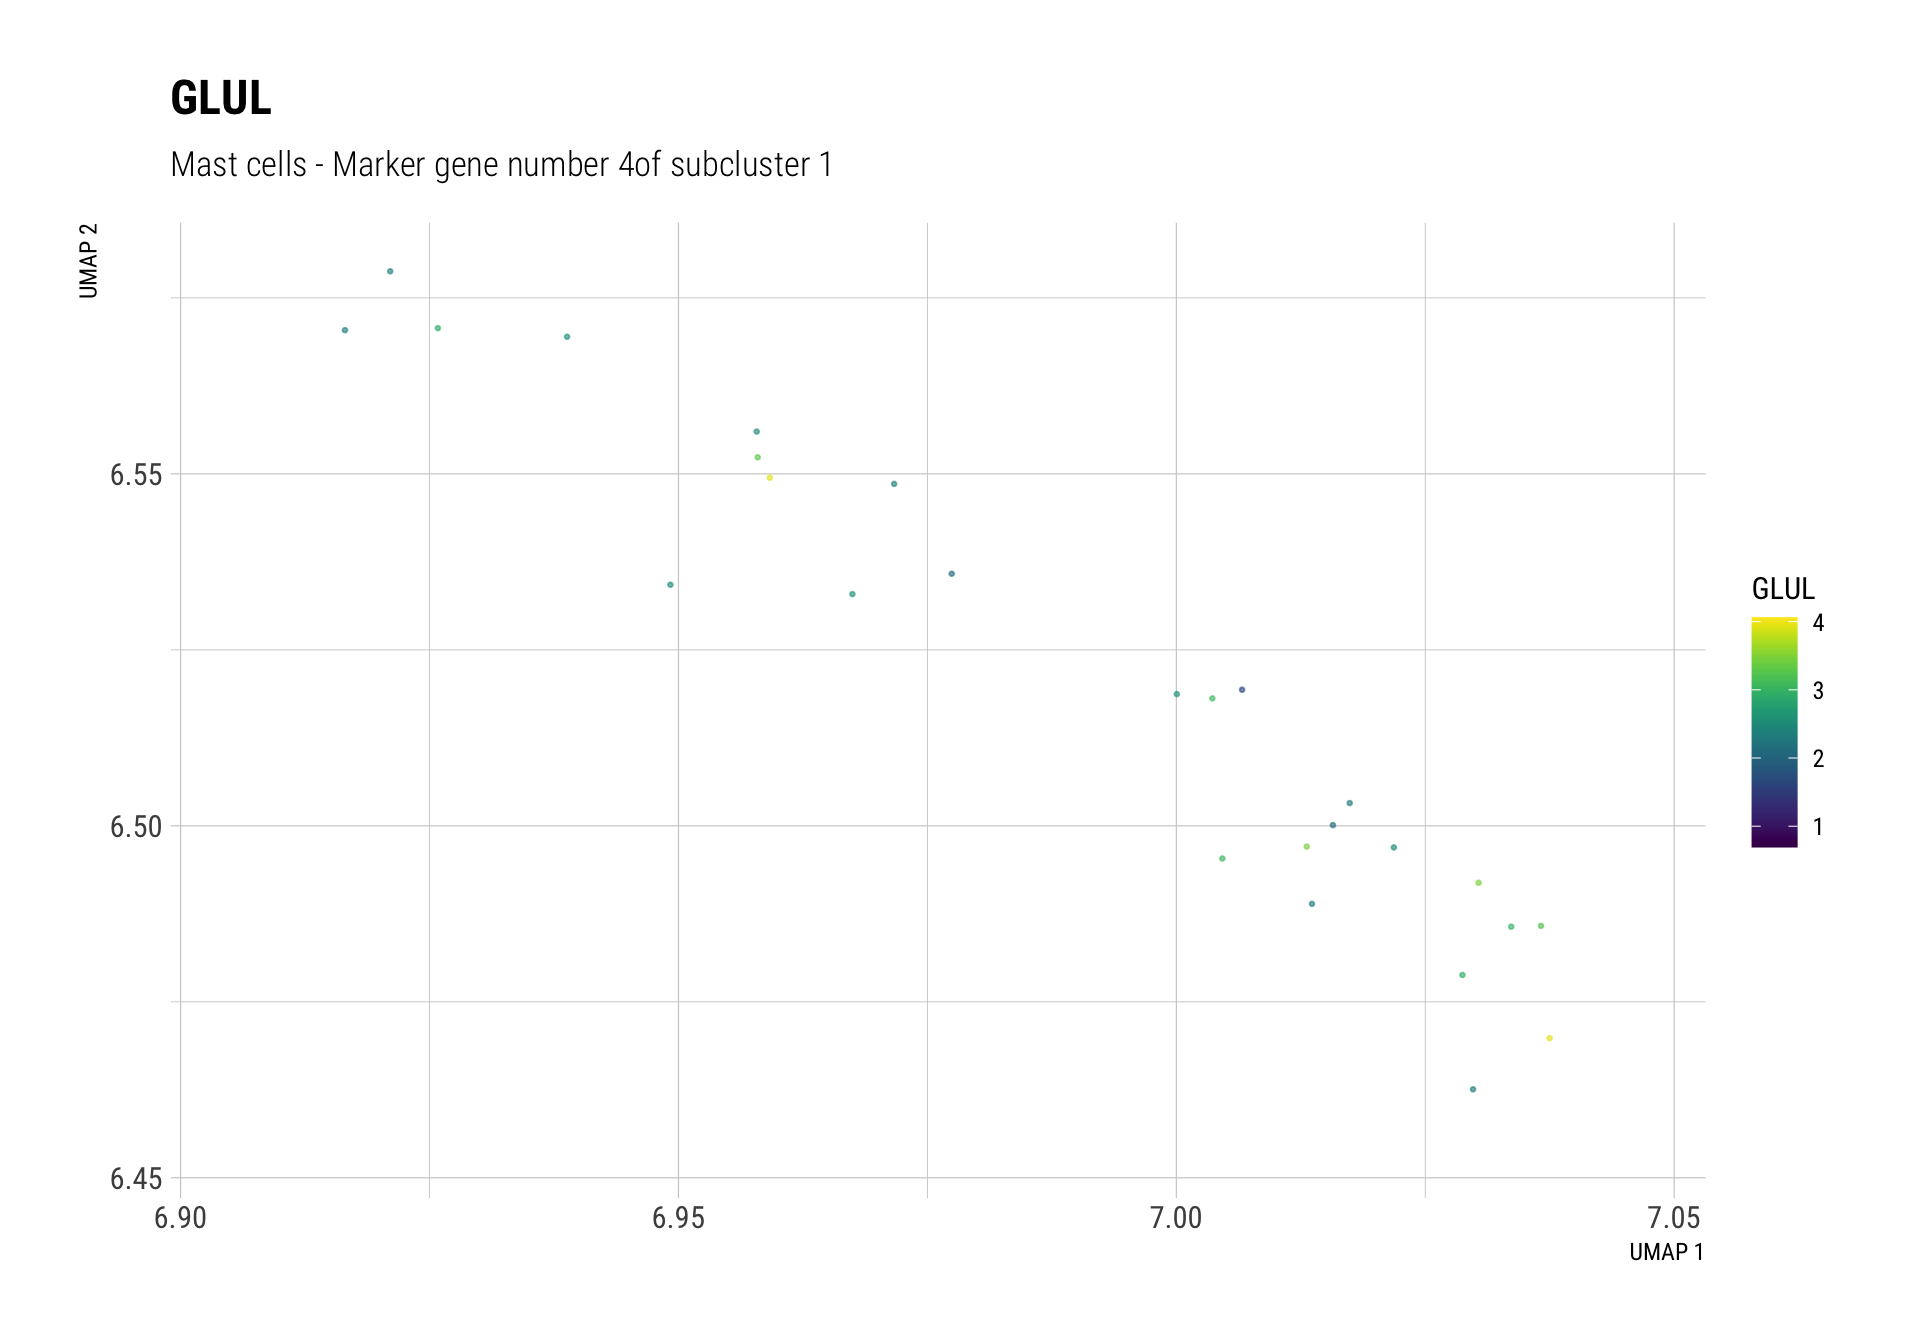 GLUL
Mast cells - Marker gene number 4of subcluster 1
UMAP 2
6.55
6.50
6.45
6.90 6.95 7.00 7.05
UMAP 1
GLUL
4
3
2
1